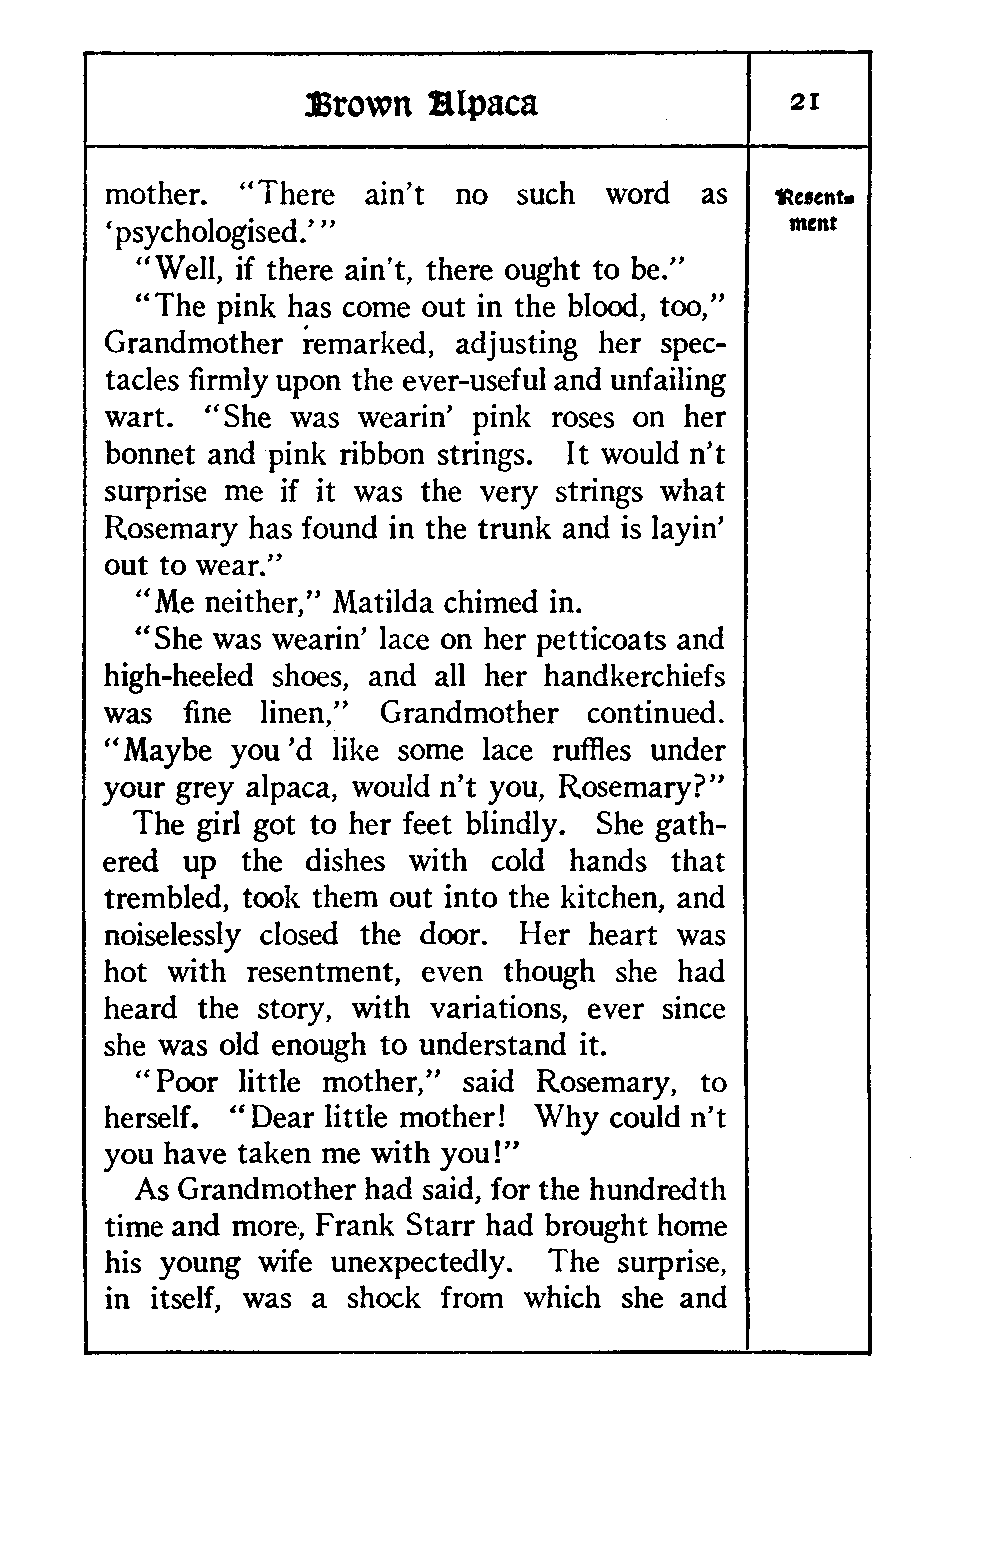 Brown Alpaca
21
Resent-
ment
mother. “There ain’t no such word as
‘psychologised.’”
“Well, if there ain’t, there ought to be.”
“The pink has come out in the blood, too,”
Grandmother remarked, adjusting her spec-
tacles firmly upon the ever-useful and unfailing
wart. “She was wearin’ pink roses on her
bonnet and pink ribbon strings. It would n’t
surprise me if it was the very strings what
Rosemary has found in the trunk and is layin’
out to wear.”
“Me neither,” Matilda chimed in.
“She was wearin’ lace on her petticoats and
high-heeled shoes, and all her handkerchiefs
was fine linen,” Grandmother continued.
“Maybe you ’d like some lace ruffles under
your grey alpaca, would n’t you, Rosemary?”
The girl got to her feet blindly. She gath-
ered up the dishes with cold hands that
trembled, took them out into the kitchen, and
noiselessly closed the door. Her heart was
hot with resentment, even though she had
heard the story, with variations, ever since
she was old enough to understand it.
“Poor little mother,” said Rosemary, to
herself. “Dear little mother! Why could n’t
you have taken me with you!”
As Grandmother had said, for the hundredth
time and more, Frank Starr had brought home
his young wife unexpectedly. The surprise,
in itself, was a shock from which she and